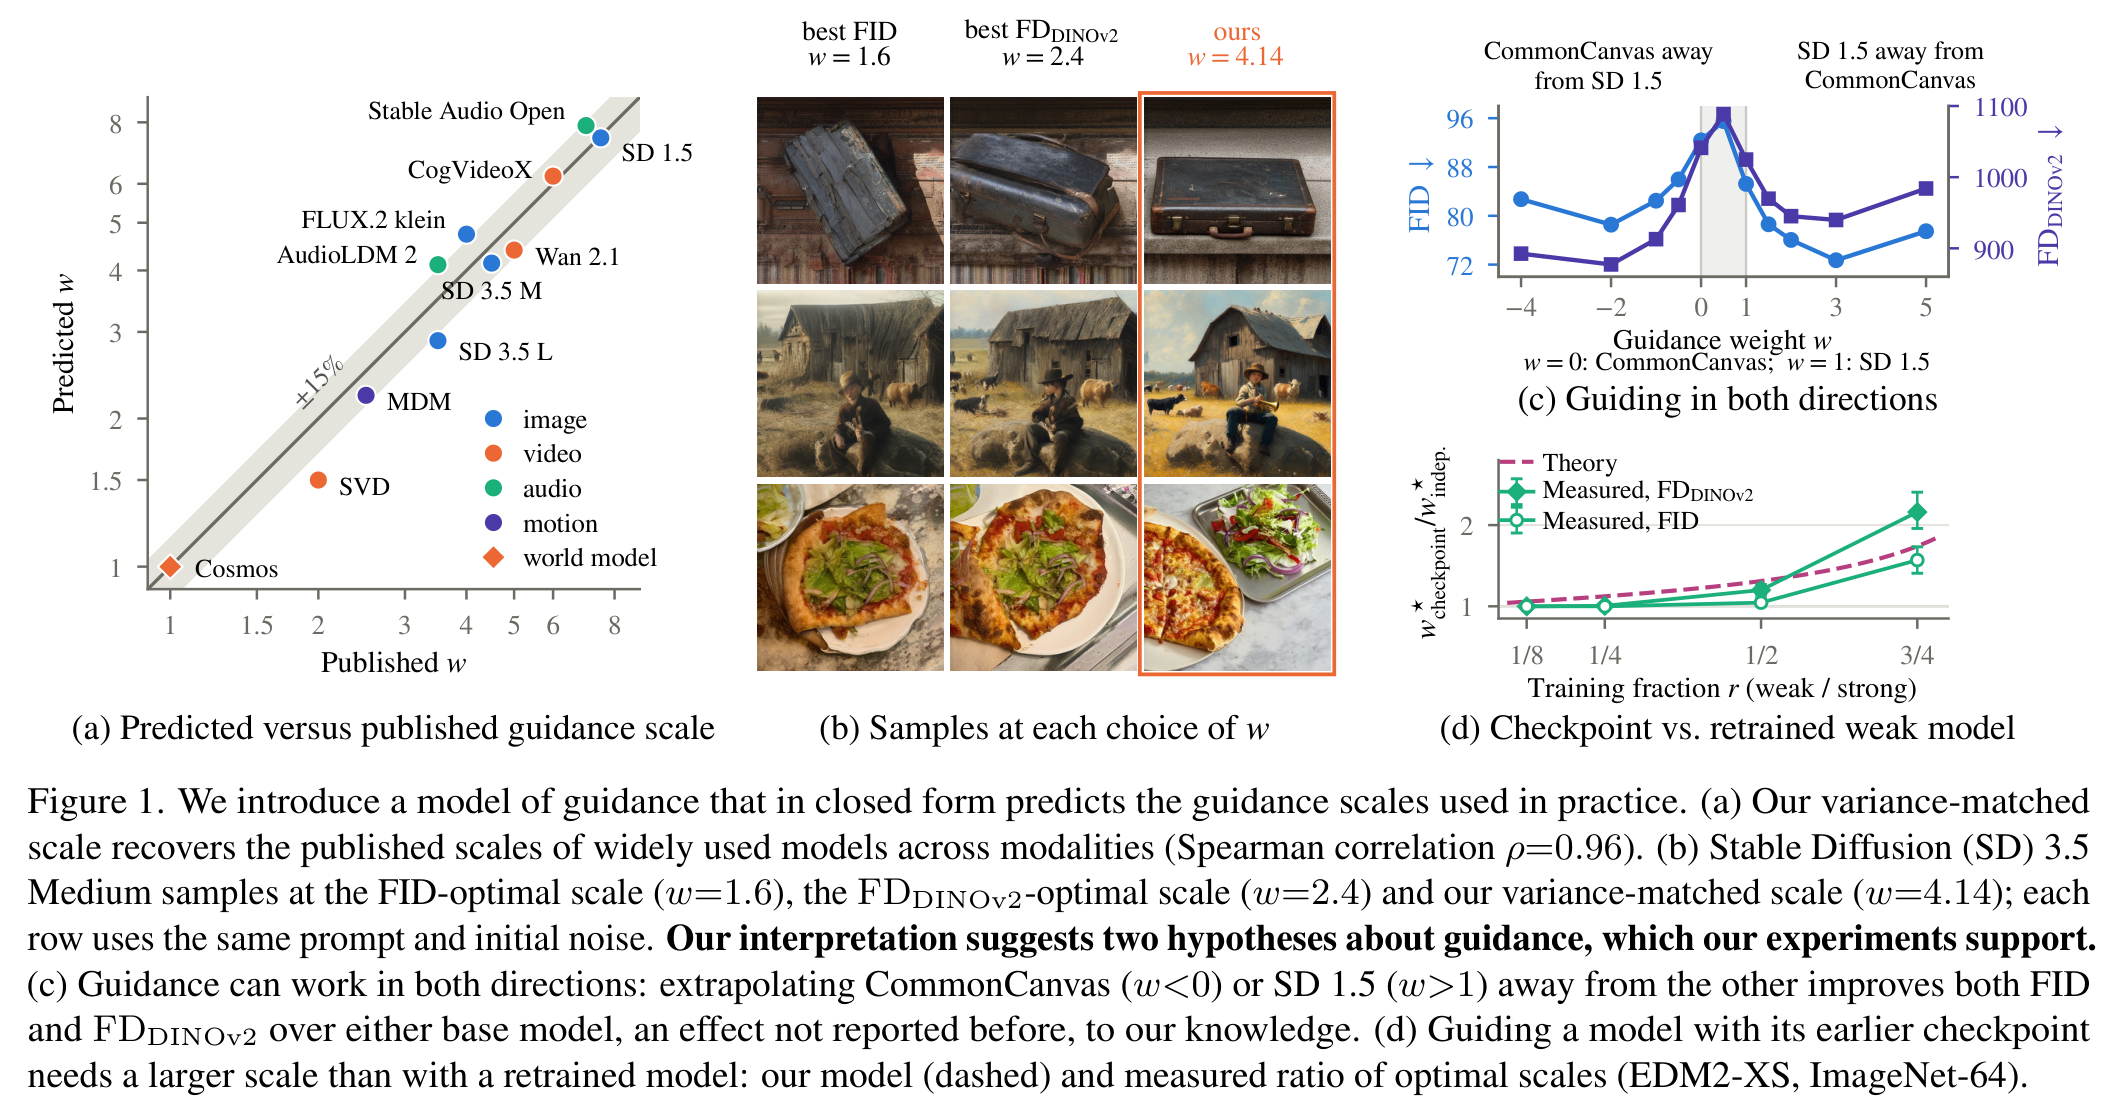 best FID
w = 1.6
best FD_DINOv2
w = 2.4
ours
w = 4.14
Predicted w
8
6
5
4
3
2
1.5
1
Stable Audio Open
SD 1.5
CogVideoX
FLUX.2 klein
AudioLDM 2
Wan 2.1
SD 3.5 M
SD 3.5 L
±15%
MDM
SVD
Cosmos
image
video
audio
motion
world model
1 1.5 2 3 4 5 6 8
Published w
(a) Predicted versus published guidance scale
(b) Samples at each choice of w
CommonCanvas away
from SD 1.5
SD 1.5 away from
CommonCanvas
FID ↓
96
88
80
72
1100
1000
900
FD_DINOv2 ↓
−4 −2 0 1 3 5
Guidance weight w
w = 0: CommonCanvas; w = 1: SD 1.5
(c) Guiding in both directions
w★checkpoint/w★indep.
2
1
Theory
Measured, FD_DINOv2
Measured, FID
1/8 1/4 1/2 3/4
Training fraction r (weak / strong)
(d) Checkpoint vs. retrained weak model
Figure 1. We introduce a model of guidance that in closed form predicts the guidance scales used in practice. (a) Our variance-matched
scale recovers the published scales of widely used models across modalities (Spearman correlation ρ=0.96). (b) Stable Diffusion (SD) 3.5
Medium samples at the FID-optimal scale (w=1.6), the FD_DINOv2-optimal scale (w=2.4) and our variance-matched scale (w=4.14); each
row uses the same prompt and initial noise. Our interpretation suggests two hypotheses about guidance, which our experiments support.
(c) Guidance can work in both directions: extrapolating CommonCanvas (w<0) or SD 1.5 (w>1) away from the other improves both FID
and FD_DINOv2 over either base model, an effect not reported before, to our knowledge. (d) Guiding a model with its earlier checkpoint
needs a larger scale than with a retrained model: our model (dashed) and measured ratio of optimal scales (EDM2-XS, ImageNet-64).